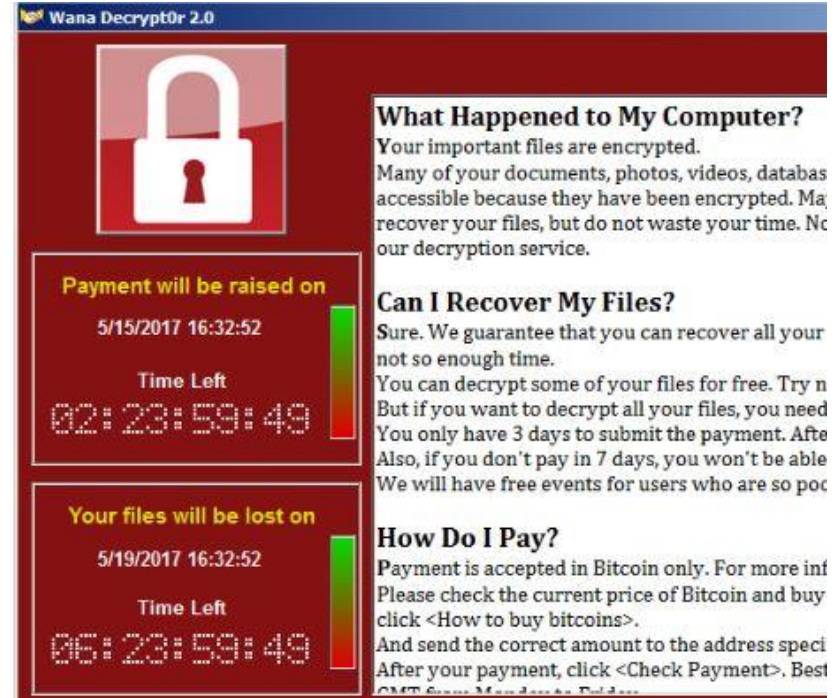 Wana Decrypt0r 2.0
Payment will be raised on
5/15/2017 16:32:52
Time Left
02:23:59:49
Your files will be lost on
5/19/2017 16:32:52
Time Left
06:23:59:49
What Happened to My Computer?
Your important files are encrypted.
Many of your documents, photos, videos, databas
accessible because they have been encrypted. May
recover your files, but do not waste your time. No
our decryption service.
Can I Recover My Files?
Sure. We guarantee that you can recover all your
not so enough time.
You can decrypt some of your files for free. Try n
But if you want to decrypt all your files, you need
You only have 3 days to submit the payment. Afte
Also, if you don't pay in 7 days, you won't be able
We will have free events for users who are so poo
How Do I Pay?
Payment is accepted in Bitcoin only. For more inf
Please check the current price of Bitcoin and buy
click <How to buy bitcoins>.
And send the correct amount to the address speci
After your payment, click <Check Payment>. Best
GMT from Monday to Friday